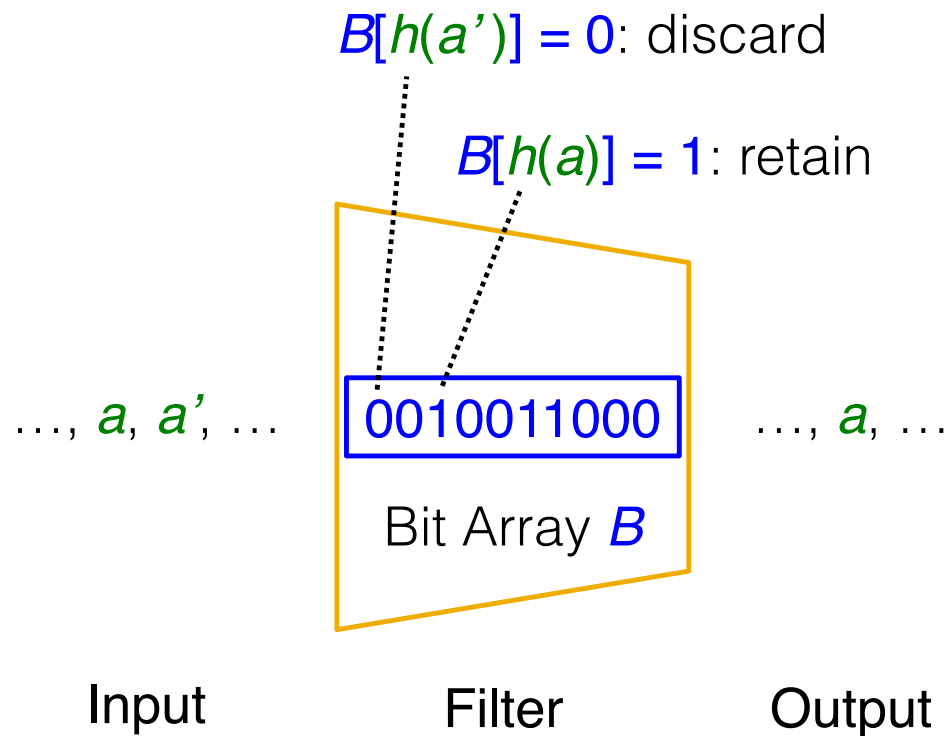 B[h(a’)] = 0: discard
B[h(a)] = 1: retain
…, a, a’, …
0010011000
…, a, …
Bit Array B
Input
Filter
Output